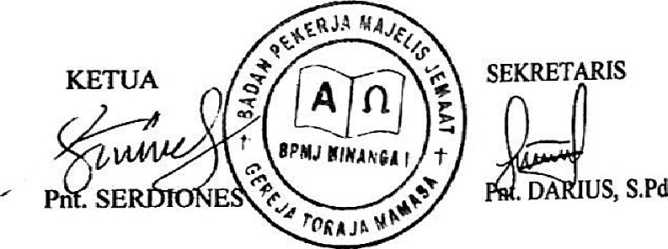 KETUA
SEKRETARIS
BADAN PEKERJA MAJELIS JEMAAT
A Ω
BPMJ MINANGA I
GEREJA TORAJA MAMASA
Pnt. SERDIONES
Pnt. DARIUS, S.Pd